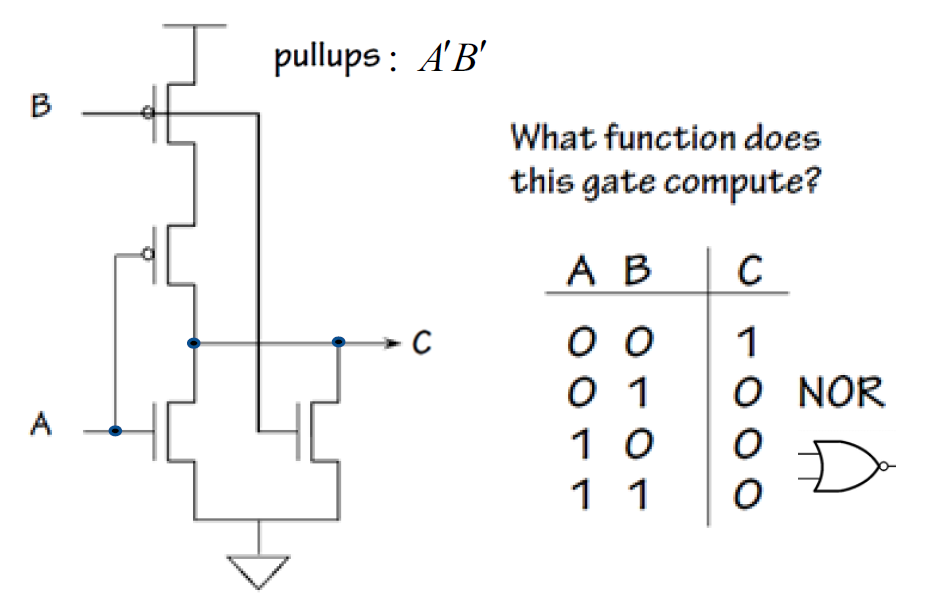 pullups : A′B′
B
What function does
this gate compute?
A B C
0 0 1
0 1 0 NOR
1 0 0
1 1 0
C
A